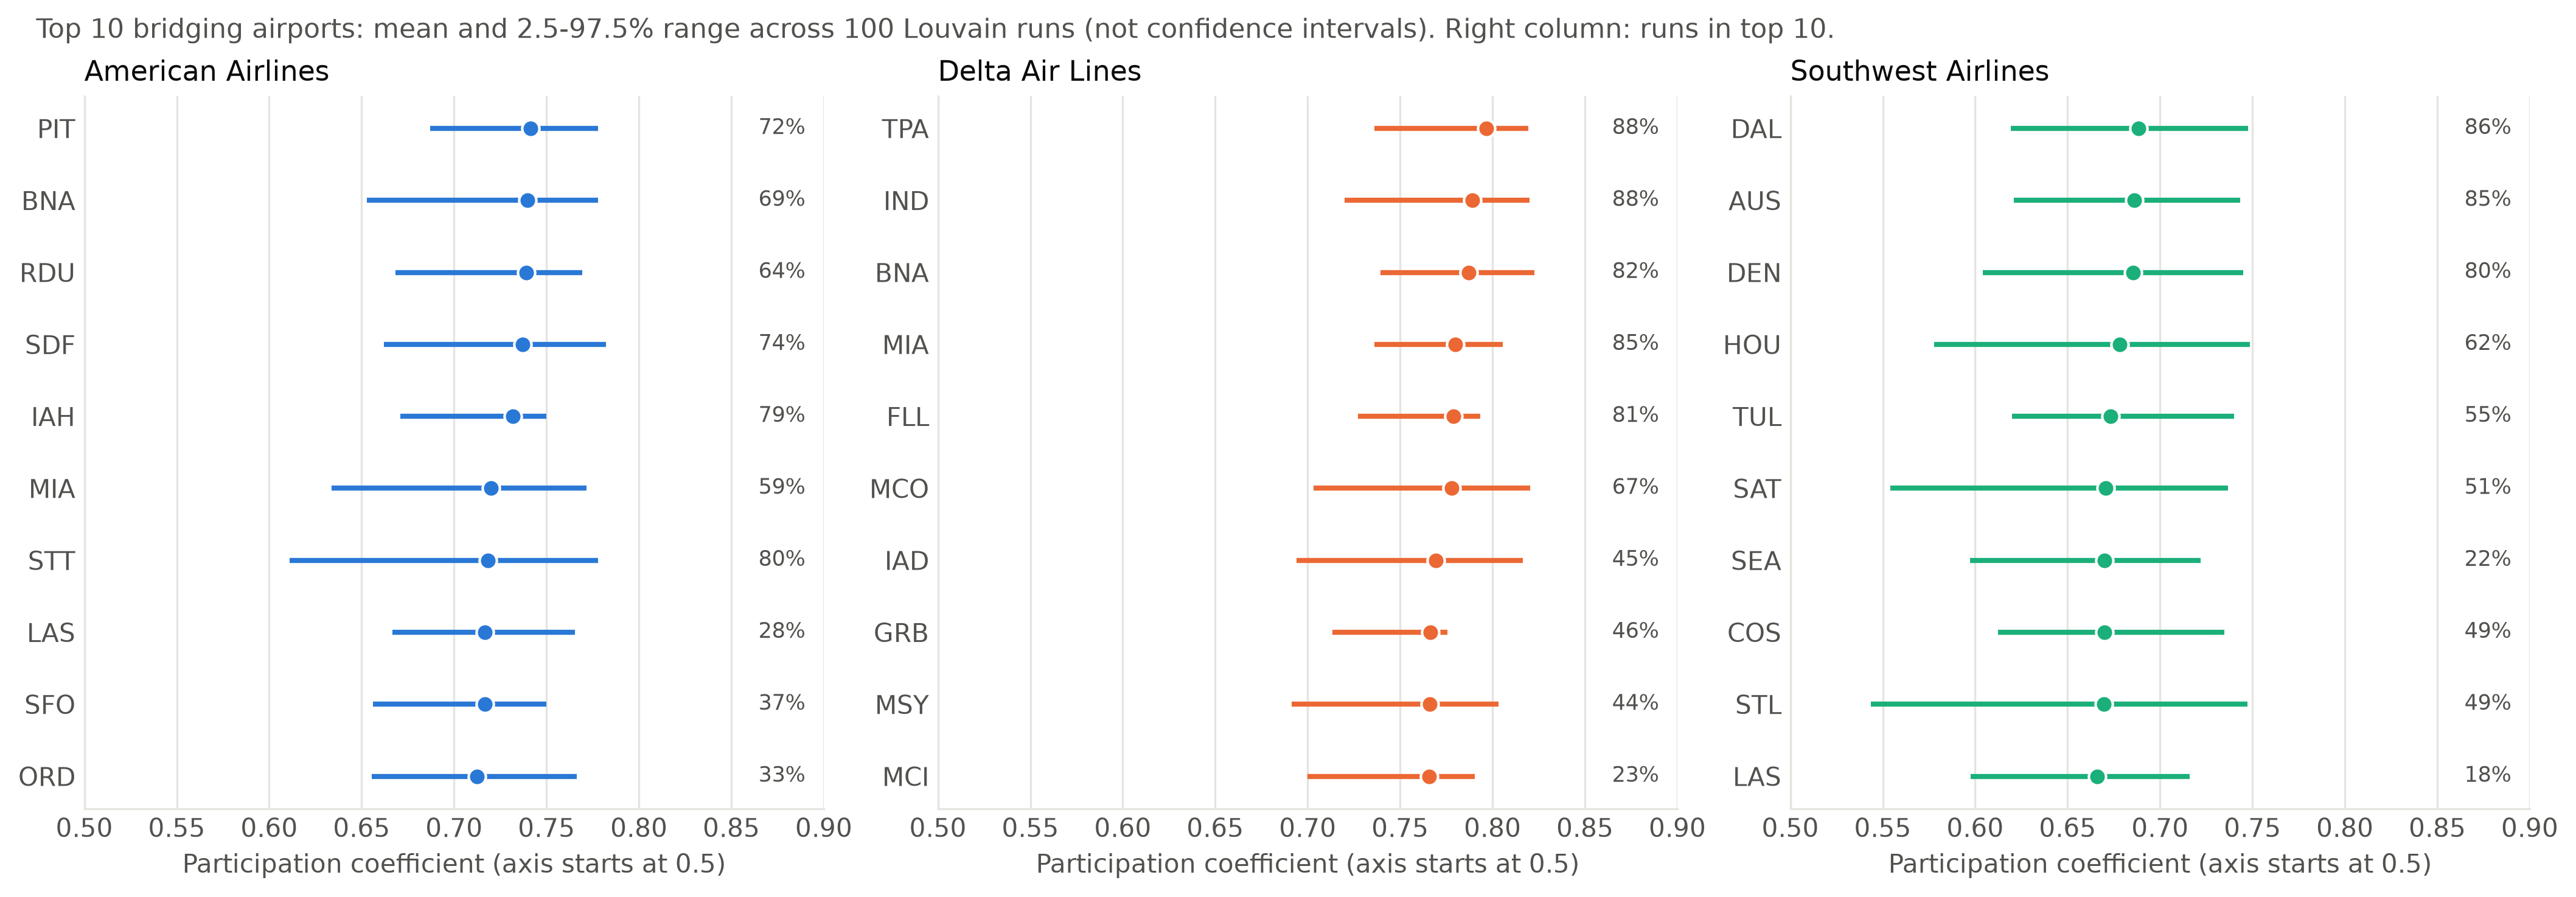 Top 10 bridging airports: mean and 2.5-97.5% range across 100 Louvain runs (not confidence intervals). Right column: runs in top 10.
American Airlines
PIT 72%
BNA 69%
RDU 64%
SDF 74%
IAH 79%
MIA 59%
STT 80%
LAS 28%
SFO 37%
ORD 33%
0.50 0.55 0.60 0.65 0.70 0.75 0.80 0.85 0.90
Participation coefficient (axis starts at 0.5)
Delta Air Lines
TPA 88%
IND 88%
BNA 82%
MIA 85%
FLL 81%
MCO 67%
IAD 45%
GRB 46%
MSY 44%
MCI 23%
0.50 0.55 0.60 0.65 0.70 0.75 0.80 0.85 0.90
Participation coefficient (axis starts at 0.5)
Southwest Airlines
DAL 86%
AUS 85%
DEN 80%
HOU 62%
TUL 55%
SAT 51%
SEA 22%
COS 49%
STL 49%
LAS 18%
0.50 0.55 0.60 0.65 0.70 0.75 0.80 0.85 0.90
Participation coefficient (axis starts at 0.5)